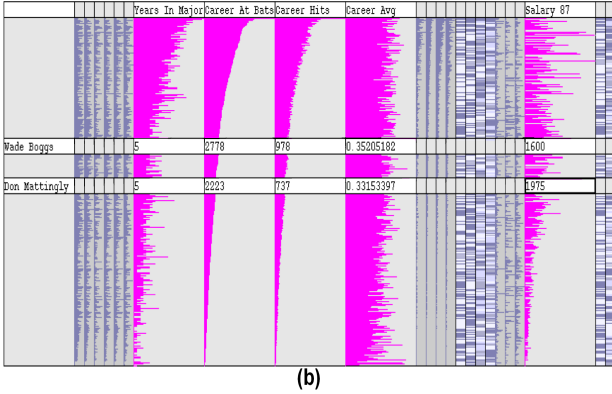 Years In Major Career At Bats Career Hits Career Avg Salary 87
Wade Boggs 5 2778 978 0.35205182 1600
Don Mattingly 5 2223 737 0.33153397 1975
(b)